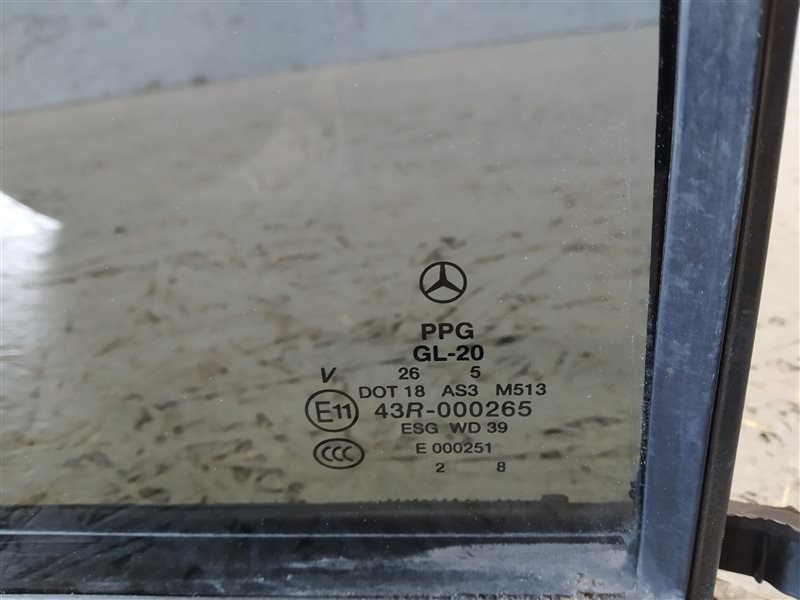 PPG
GL-20
V 26 5
DOT 18 AS3 M513
E11 43R-000265
ESG WD 39
CCC E 000251
2 8